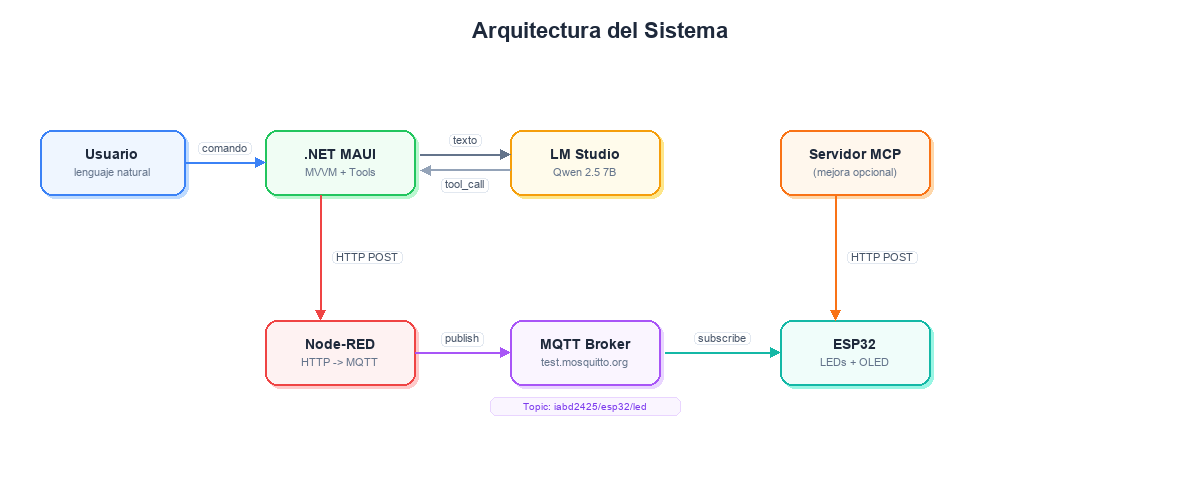 Arquitectura del Sistema
Usuario
lenguaje natural
comando
.NET MAUI
MVVM + Tools
texto
tool_call
LM Studio
Qwen 2.5 7B
Servidor MCP
(mejora opcional)
HTTP POST
HTTP POST
Node-RED
HTTP -> MQTT
publish
MQTT Broker
test.mosquitto.org
subscribe
ESP32
LEDs + OLED
Topic: iabd2425/esp32/led